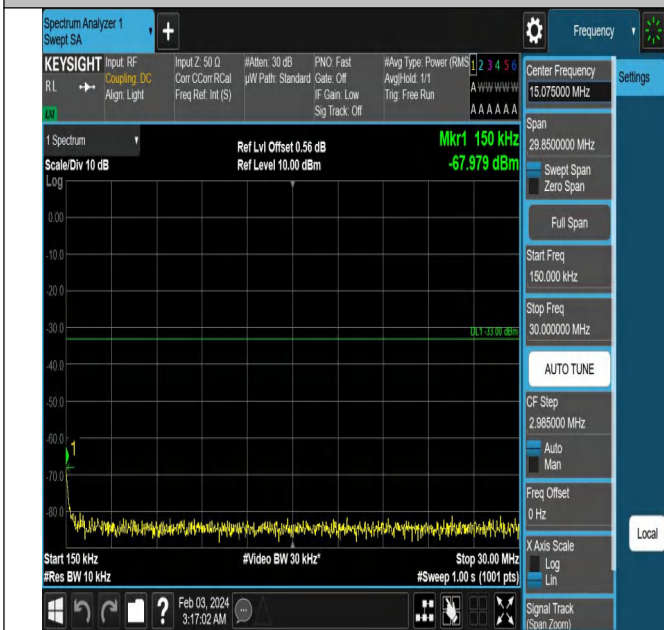 Spectrum Analyzer 1
Swept SA
+
Frequency
KEYSIGHT
RL
LXI
Input: RF
Coupling: DC
Align: Light
Input Z: 50 Ω
Corr CCorr RCal
Freq Ref: Int (S)
#Atten: 30 dB
µW Path: Standard
PNO: Fast
Gate: Off
IF Gain: Low
Sig Track: Off
#Avg Type: Power (RMS
Avg|Hold: 1/1
Trig: Free Run
1 2 3 4 5 6
A W W W W W
A A A A A A
1 Spectrum
Scale/Div 10 dB
Ref Lvl Offset 0.56 dB
Ref Level 10.00 dBm
Mkr1 150 kHz
-67.979 dBm
Log
0.00
-10.0
-20.0
-30.0
DL1 -33.00 dBm
-40.0
-50.0
-60.0
1
-70.0
-80.0
Start 150 kHz
#Res BW 10 kHz
#Video BW 30 kHz*
Stop 30.00 MHz
#Sweep 1.00 s (1001 pts)
?
Feb 03, 2024
3:17:02 AM
Center Frequency
15.075000 MHz
Settings
Span
29.8500000 MHz
Swept Span
Zero Span
Full Span
Start Freq
150.000 kHz
Stop Freq
30.000000 MHz
AUTO TUNE
CF Step
2.985000 MHz
Auto
Man
Freq Offset
0 Hz
X Axis Scale
Log
Lin
Local
Signal Track
(Span Zoom)